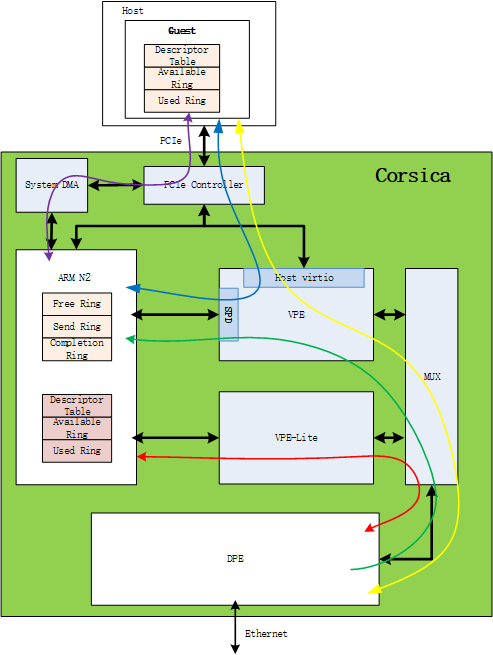 Host
Guest
Descriptor
Table
Available
Ring
Used Ring
PCIe
Corsica
System DMA
PCIe Controller
ARM N2
Host virtio
Free Ring
SPD
VPE
Send Ring
Completion
Ring
MUX
Descriptor
Table
Available
Ring
Used Ring
VPE-Lite
DPE
Ethernet